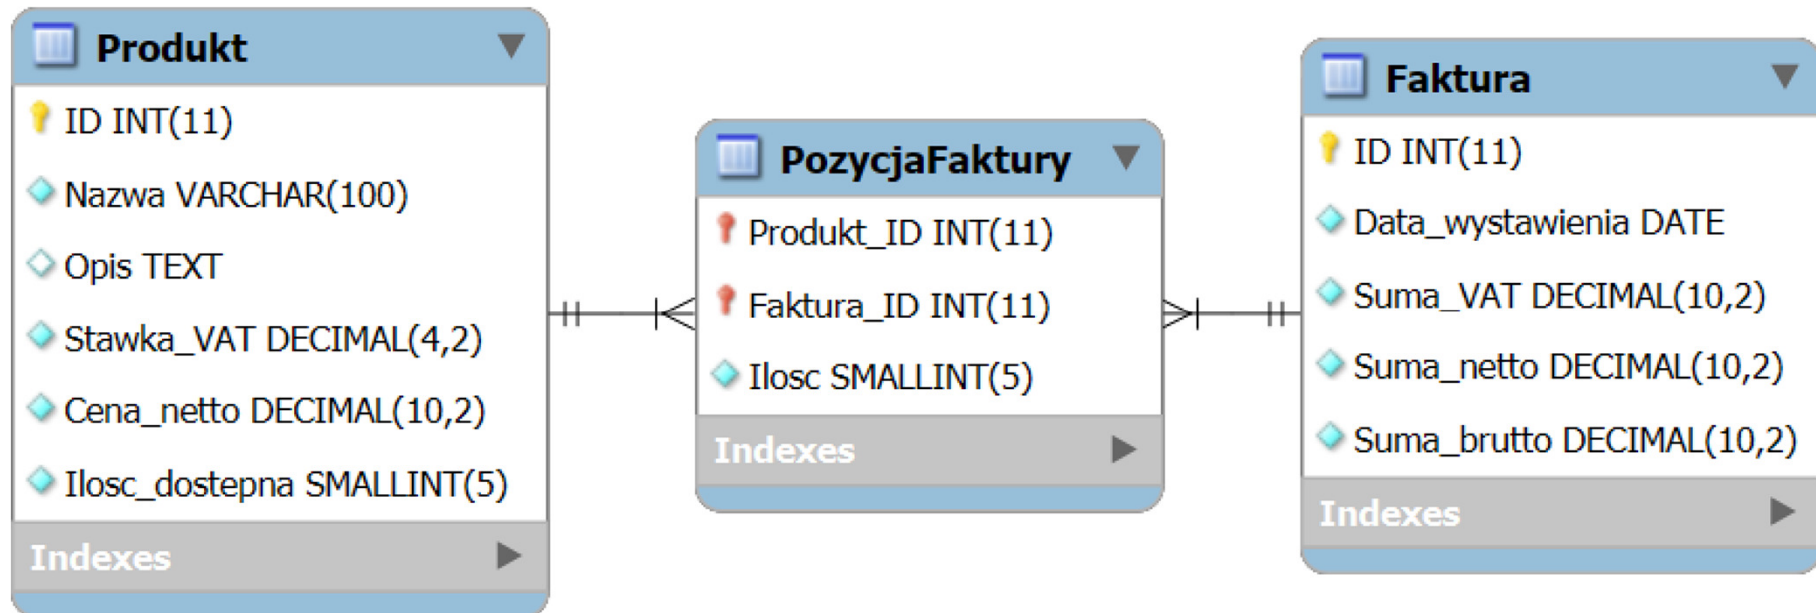 Produkt
ID INT(11)
Nazwa VARCHAR(100)
Opis TEXT
Stawka_VAT DECIMAL(4,2)
Cena_netto DECIMAL(10,2)
Ilosc_dostepna SMALLINT(5)
Indexes
PozycjaFaktury
Produkt_ID INT(11)
Faktura_ID INT(11)
Ilosc SMALLINT(5)
Indexes
Faktura
ID INT(11)
Data_wystawienia DATE
Suma_VAT DECIMAL(10,2)
Suma_netto DECIMAL(10,2)
Suma_brutto DECIMAL(10,2)
Indexes